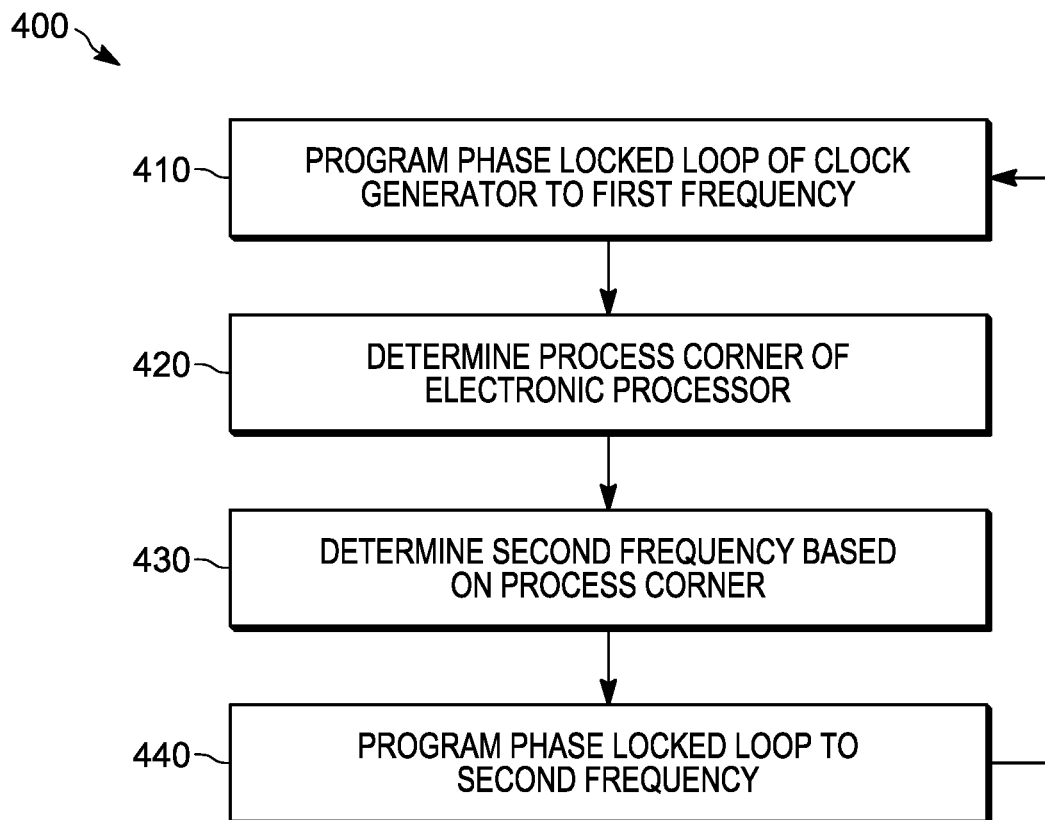 400
410
PROGRAM PHASE LOCKED LOOP OF CLOCK
GENERATOR TO FIRST FREQUENCY
420
DETERMINE PROCESS CORNER OF
ELECTRONIC PROCESSOR
430
DETERMINE SECOND FREQUENCY BASED
ON PROCESS CORNER
440
PROGRAM PHASE LOCKED LOOP TO
SECOND FREQUENCY